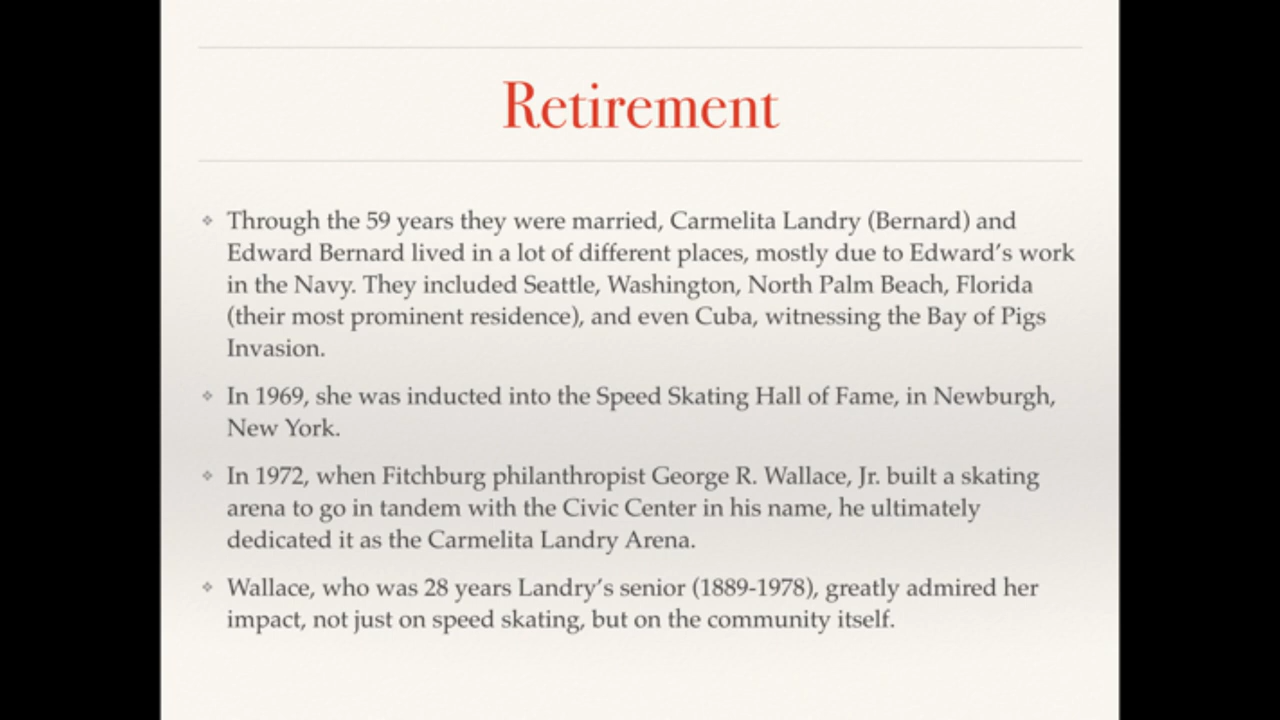 Retirement
❖ Through the 59 years they were married, Carmelita Landry (Bernard) and
Edward Bernard lived in a lot of different places, mostly due to Edward’s work
in the Navy. They included Seattle, Washington, North Palm Beach, Florida
(their most prominent residence), and even Cuba, witnessing the Bay of Pigs
Invasion.
❖ In 1969, she was inducted into the Speed Skating Hall of Fame, in Newburgh,
New York.
❖ In 1972, when Fitchburg philanthropist George R. Wallace, Jr. built a skating
arena to go in tandem with the Civic Center in his name, he ultimately
dedicated it as the Carmelita Landry Arena.
❖ Wallace, who was 28 years Landry’s senior (1889-1978), greatly admired her
impact, not just on speed skating, but on the community itself.